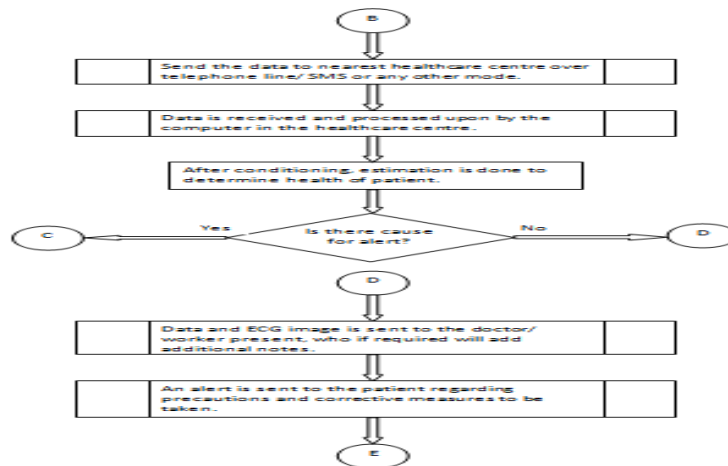 B
Send the data to nearest healthcare centre over
telephone line/ SMS or any other mode.
Data is received and processed upon by the
computer in the healthcare centre.
After conditioning, estimation is done to
determine health of patient.
Yes
No
C
Is there cause
for alert?
D
D
Data and ECG image is sent to the doctor/
worker present, who if required will add
additional notes.
An alert is sent to the patient regarding
precautions and corrective measures to be
taken.
E